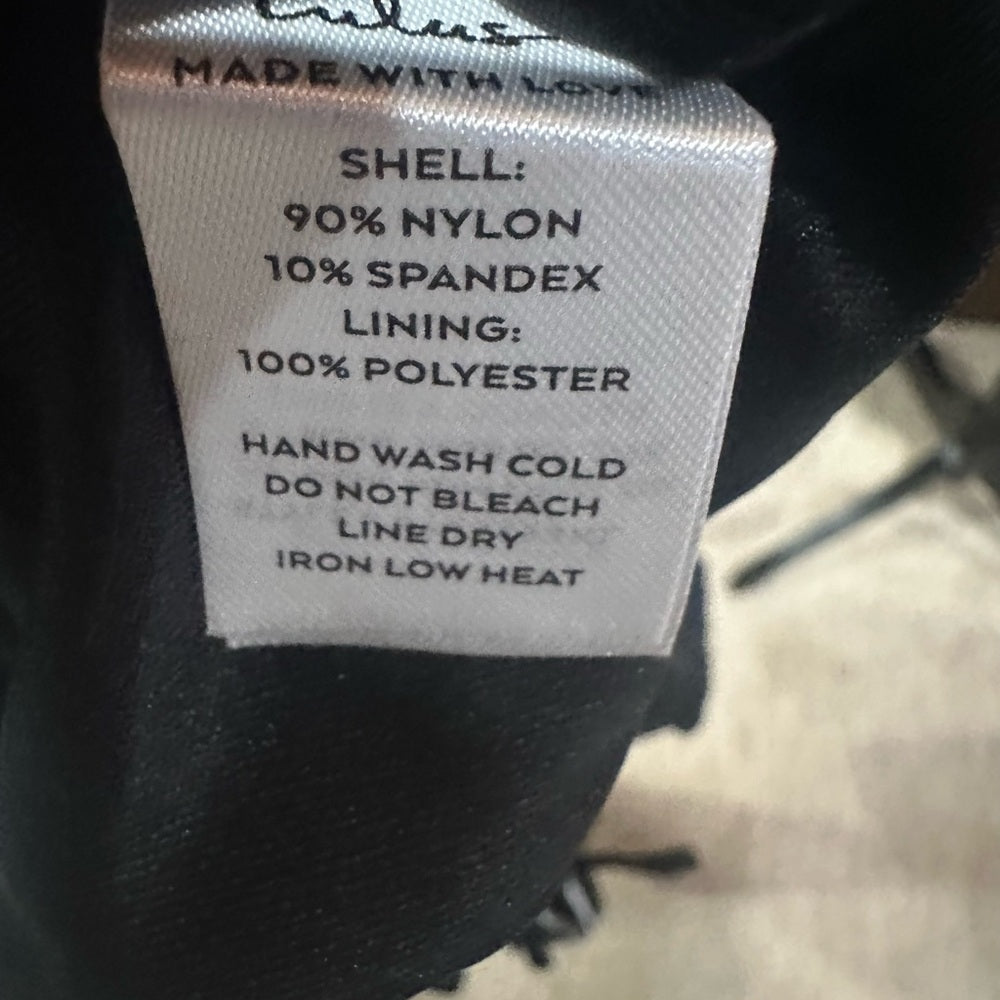 lulus
MADE WITH LOVE
SHELL:
90% NYLON
10% SPANDEX
LINING:
100% POLYESTER
HAND WASH COLD
DO NOT BLEACH
LINE DRY
IRON LOW HEAT